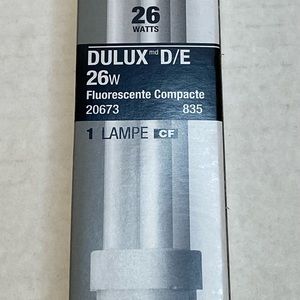 26
WATTS
DULUX md D/E
26W
Fluorescente Compacte
20673 835
1 LAMPE CF